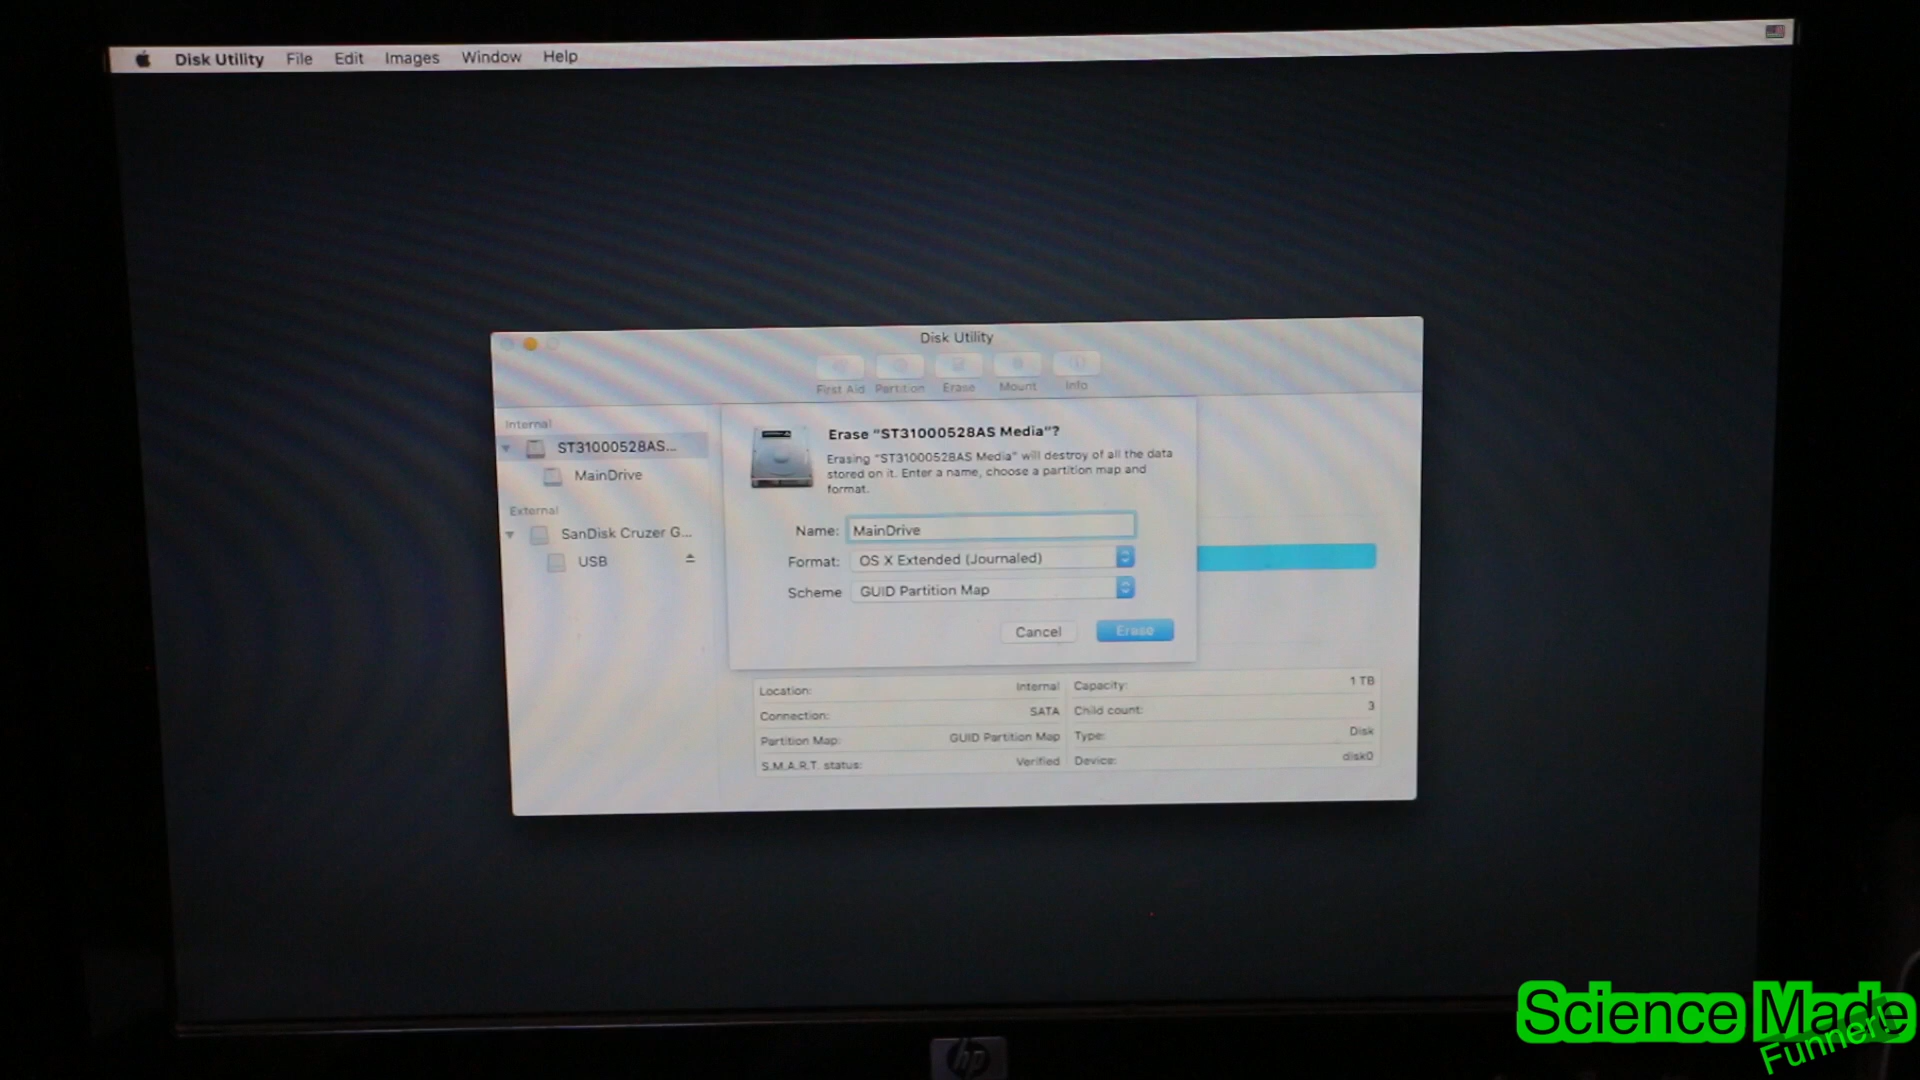 Disk Utility File Edit Images Window Help
Disk Utility
First Aid Partition Erase Mount Info
Internal
ST31000528AS...
MainDrive
External
SanDisk Cruzer G...
USB
Erase "ST31000528AS Media"?
Erasing "ST31000528AS Media" will destroy of all the data
stored on it. Enter a name, choose a partition map and
format.
Name: MainDrive
Format: OS X Extended (Journaled)
Scheme GUID Partition Map
Cancel Erase
Location: Internal Capacity: 1 TB
Connection: SATA Child count: 3
Partition Map: GUID Partition Map Type: Disk
S.M.A.R.T. status: Verified Device: disk0
hp
Science Made
Funner!